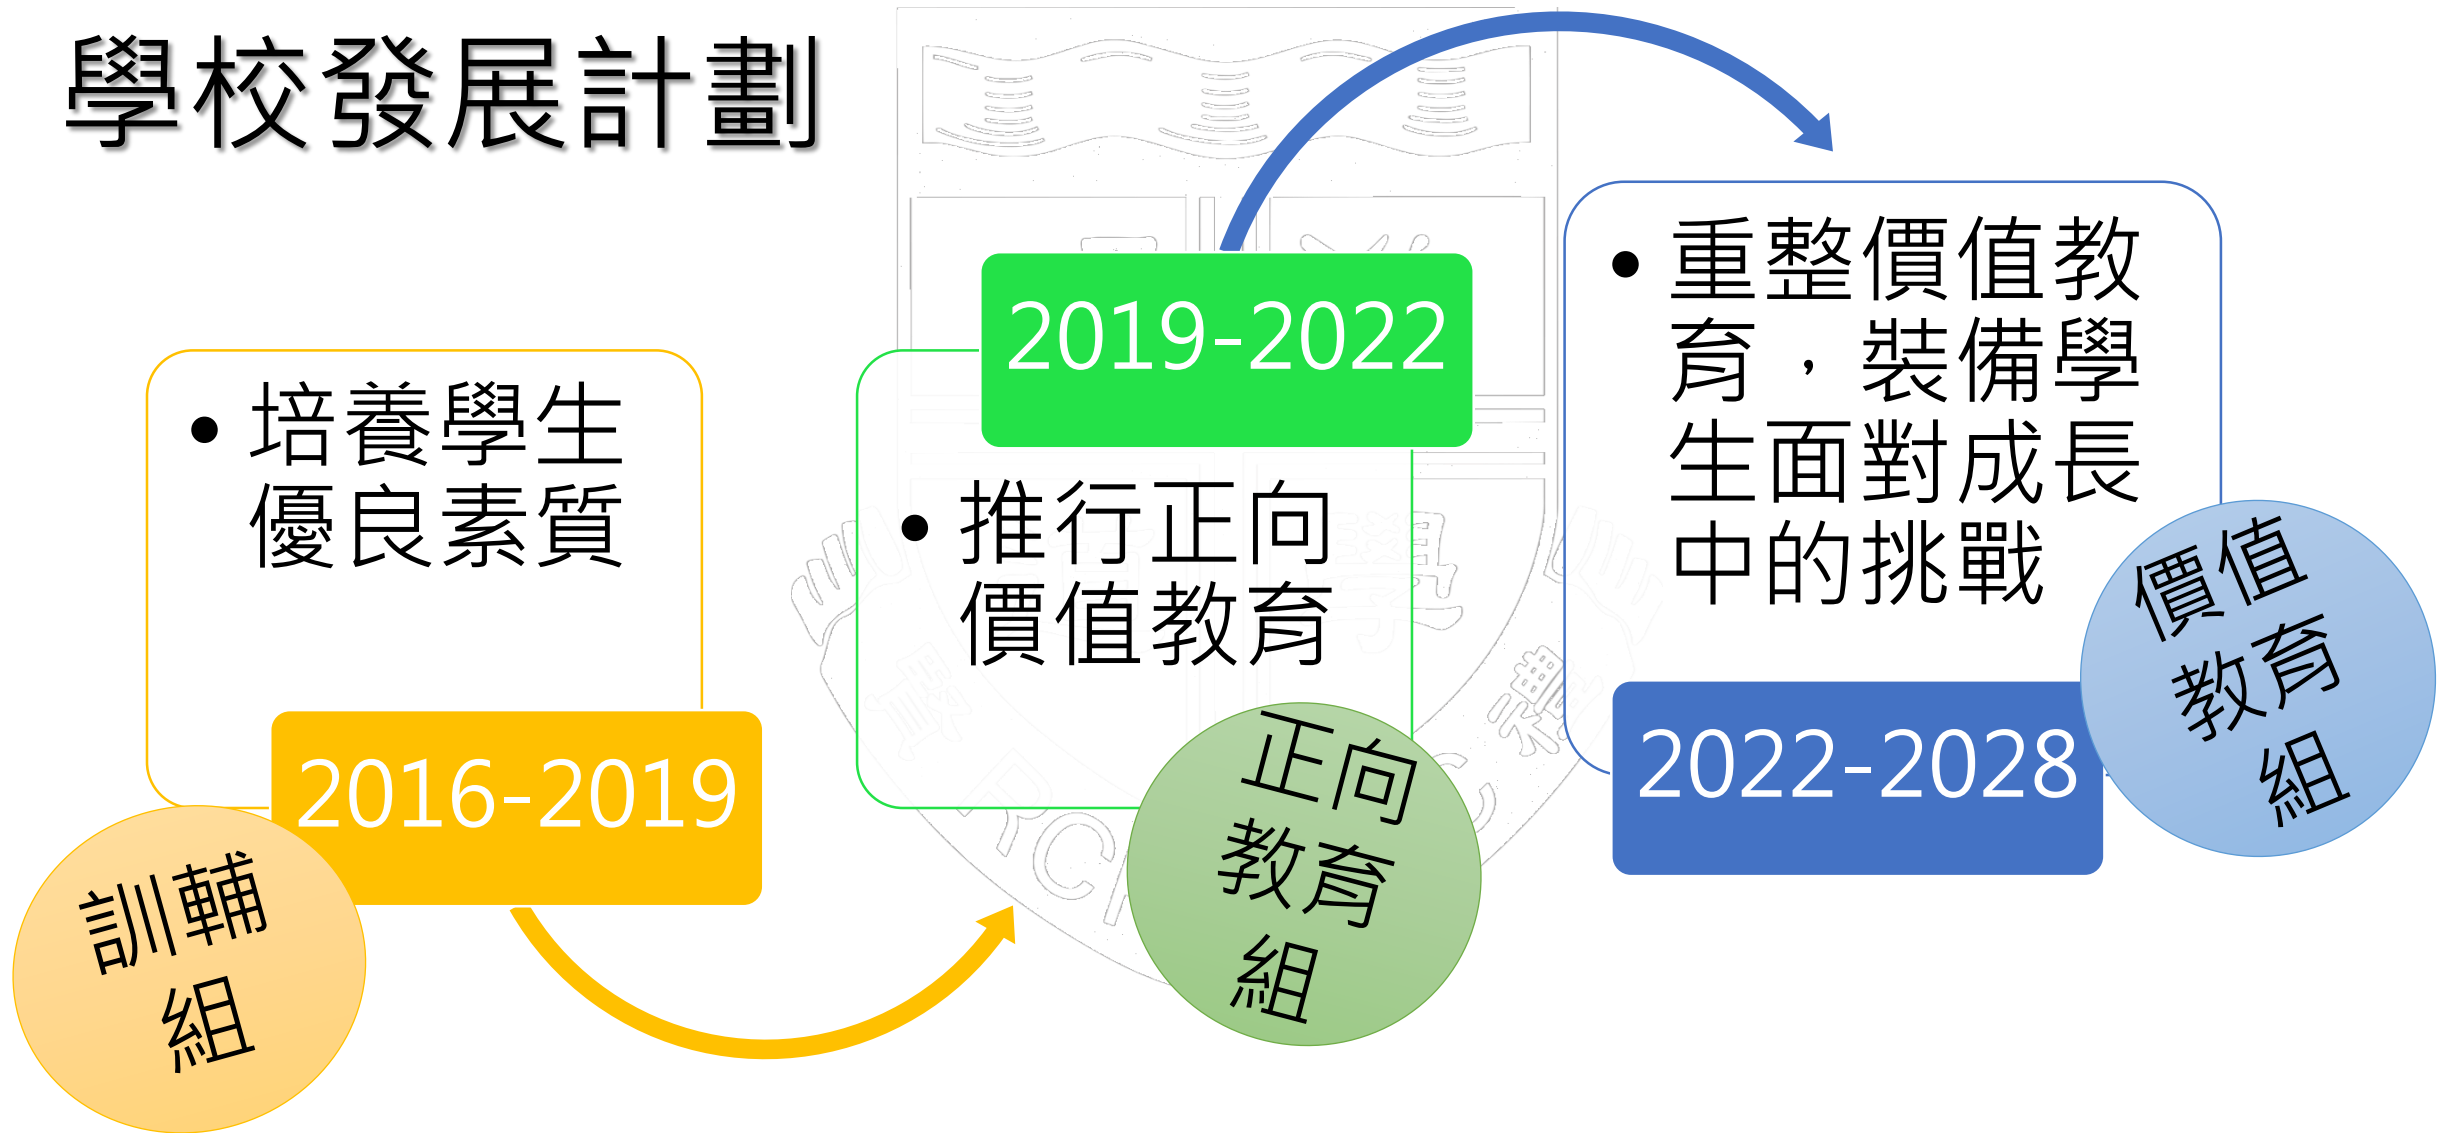 學校發展計劃
• 培養學生
優良素質
2016-2019
訓輔
組
2019-2022
• 推行正向
價值教育
正向
教育
組
• 重整價值教
育，裝備學
生面對成長
中的挑戰
2022-2028
價值
教育
組